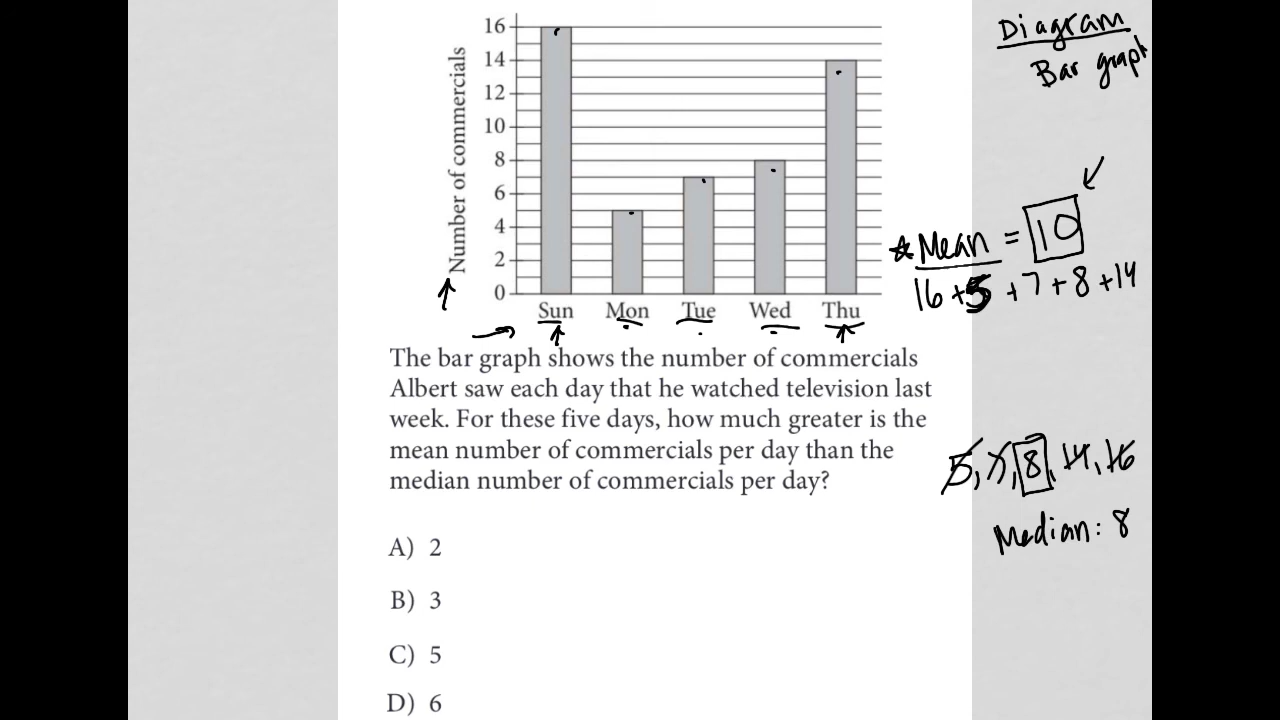 16
14
12
10
8
6
4
2
0
Number of commercials
Sun Mon Tue Wed Thu
The bar graph shows the number of commercials
Albert saw each day that he watched television last
week. For these five days, how much greater is the
mean number of commercials per day than the
median number of commercials per day?
A) 2
B) 3
C) 5
D) 6
Diagram
Bar graph
Mean = 10
16 + 5 + 7 + 8 + 14
5, 7, 8, 14, 16
Median: 8